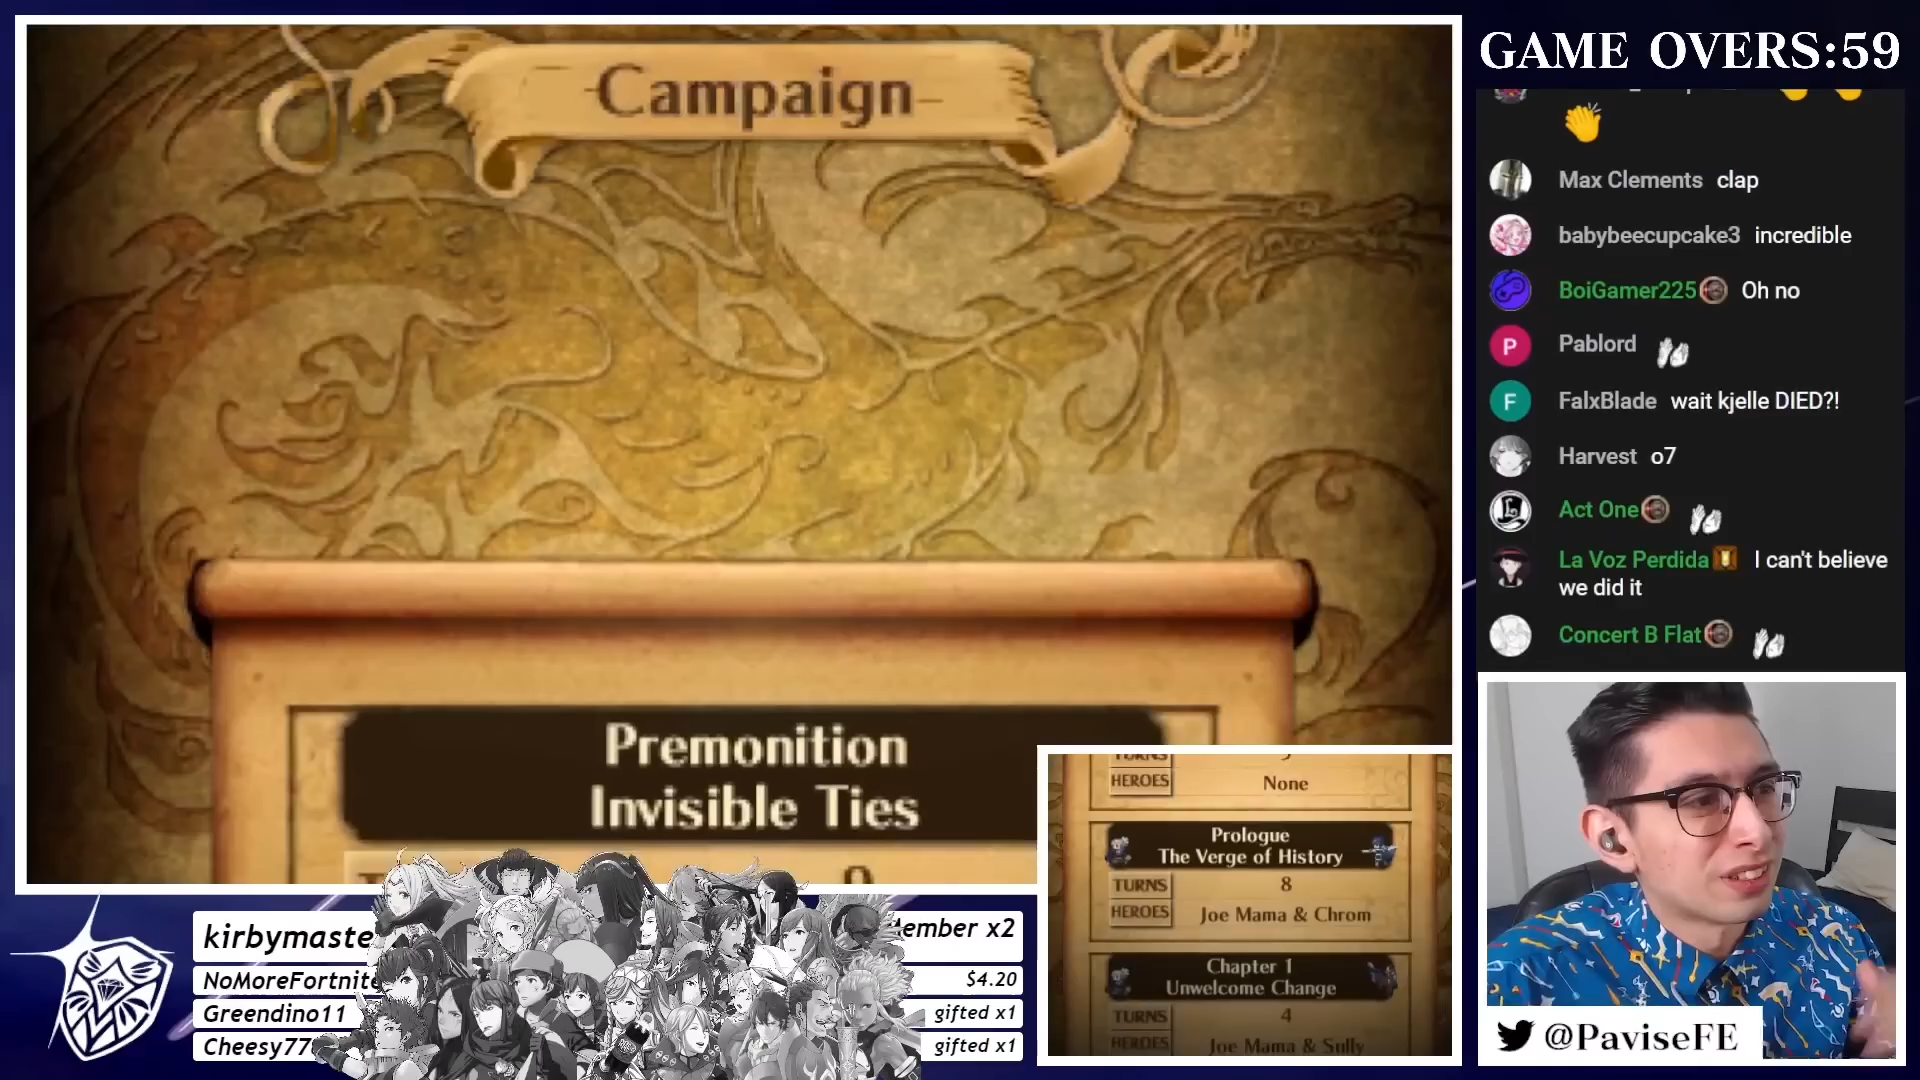 Campaign
Premonition
Invisible Ties
HEROES None
Prologue
The Verge of History
TURNS 8
HEROES Joe Mama & Chrom
Chapter 1
Unwelcome Change
TURNS 4
HEROES Joe Mama & Sully
GAME OVERS:59
Max Clements clap
babybeecupcake3 incredible
BoiGamer225 Oh no
P
Pablord
F
FalxBlade wait kjelle DIED?!
Harvest o7
Act One
La Voz Perdida I can't believe
we did it
Concert B Flat
@PaviseFE
kirbymaste ember x2
NoMoreFortnite $4.20
Greendino11 gifted x1
Cheesy77 gifted x1